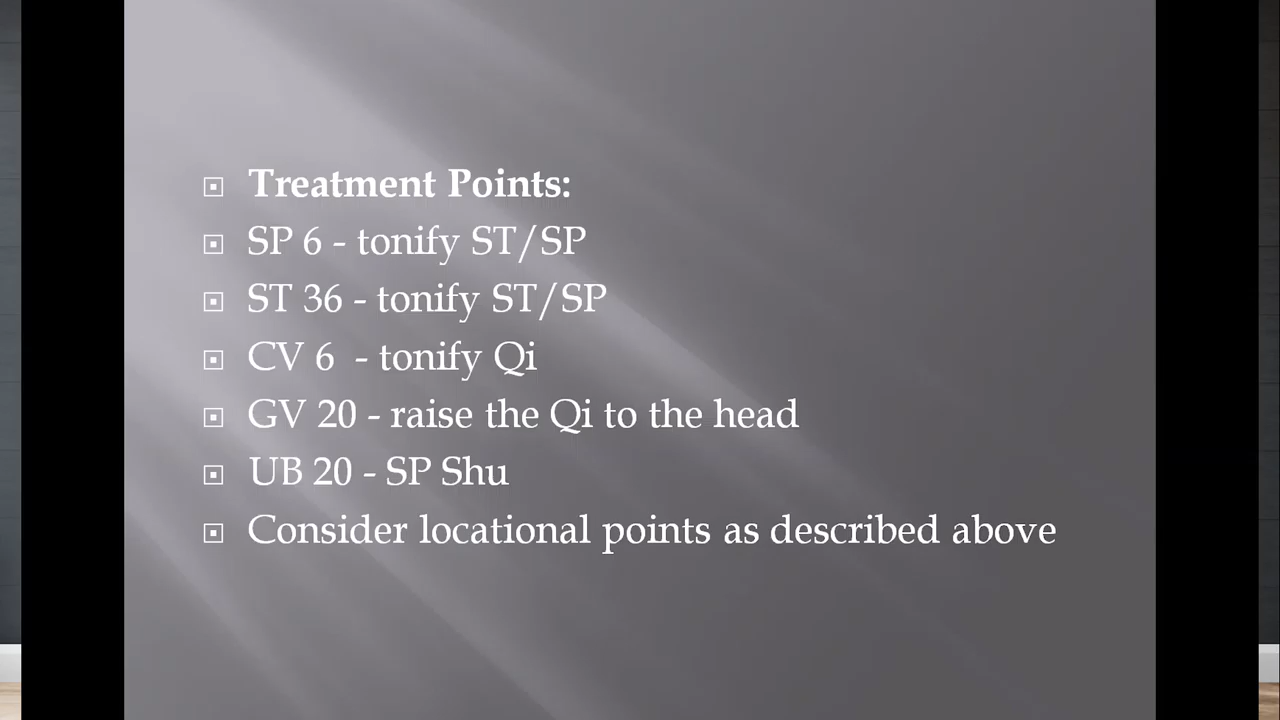 Treatment Points:
SP 6 - tonify ST/SP
ST 36 - tonify ST/SP
CV 6  - tonify Qi
GV 20 - raise the Qi to the head
UB 20 - SP Shu
Consider locational points as described above